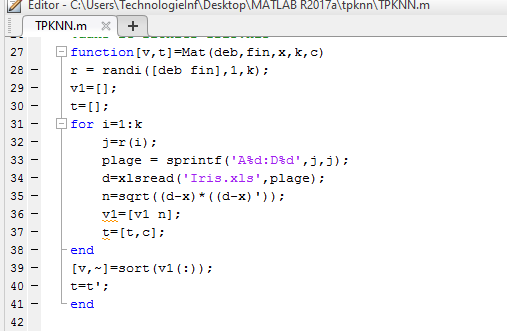 Editor - C:\Users\TechnologieInf\Desktop\MATLAB R2017a\tpknn\TPKNN.m
TPKNN.m × +
27 function[v,t]=Mat(deb,fin,x,k,c)
28 – r = randi([deb fin],1,k);
29 – v1=[];
30 – t=[];
31 – for i=1:k
32 – j=r(i);
33 – plage = sprintf('A%d:D%d',j,j);
34 – d=xlsread('Iris.xls',plage);
35 – n=sqrt((d-x)*((d-x)'));
36 – v1=[v1 n];
37 – t=[t,c];
38 – end
39 – [v,~]=sort(v1(:));
40 – t=t';
41 – end
42